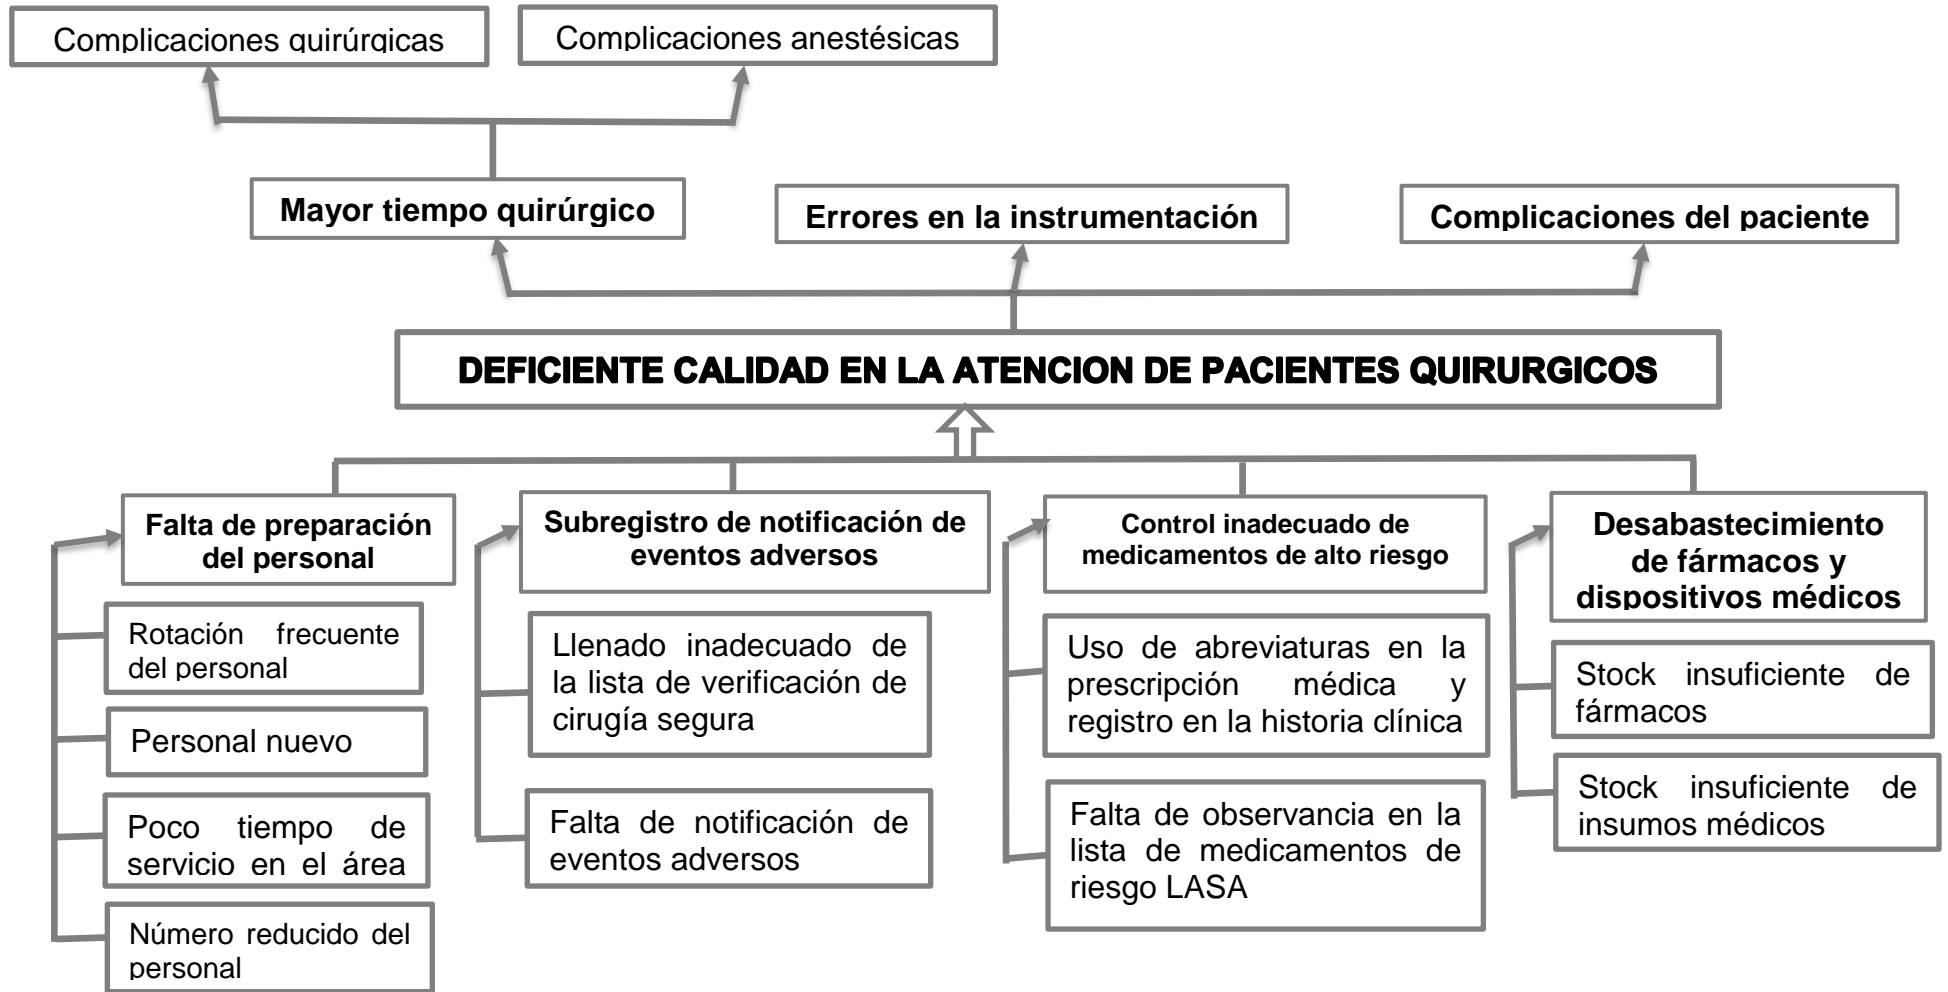 Complicaciones quirúrgicas
Complicaciones anestésicas
Mayor tiempo quirúrgico
Errores en la instrumentación
Complicaciones del paciente
DEFICIENTE CALIDAD EN LA ATENCION DE PACIENTES QUIRURGICOS
Falta de preparación
del personal
Rotación frecuente
del personal
Personal nuevo
Poco tiempo de
servicio en el área
Número reducido del
personal
Subregistro de notificación de
eventos adversos
Llenado inadecuado de
la lista de verificación de
cirugía segura
Falta de notificación de
eventos adversos
Control inadecuado de
medicamentos de alto riesgo
Uso de abreviaturas en la
prescripción médica y
registro en la historia clínica
Falta de observancia en la
lista de medicamentos de
riesgo LASA
Desabastecimiento
de fármacos y
dispositivos médicos
Stock insuficiente de
fármacos
Stock insuficiente de
insumos médicos